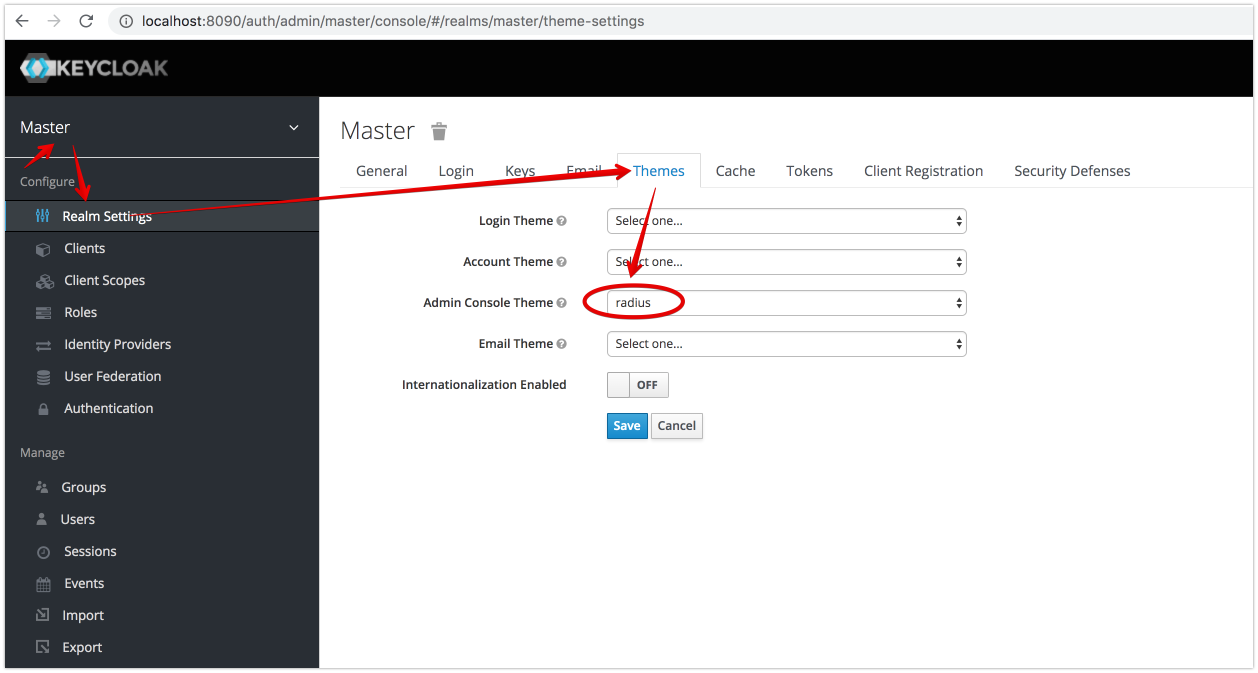 localhost:8090/auth/admin/master/console/#/realms/master/theme-settings
KEYCLOAK
Master
Configure
Realm Settings
Clients
Client Scopes
Roles
Identity Providers
User Federation
Authentication
Manage
Groups
Users
Sessions
Events
Import
Export
Master
General Login Keys Email Themes Cache Tokens Client Registration Security Defenses
Login Theme Select one...
Account Theme Select one...
Admin Console Theme radius
Email Theme Select one...
Internationalization Enabled OFF
Save Cancel